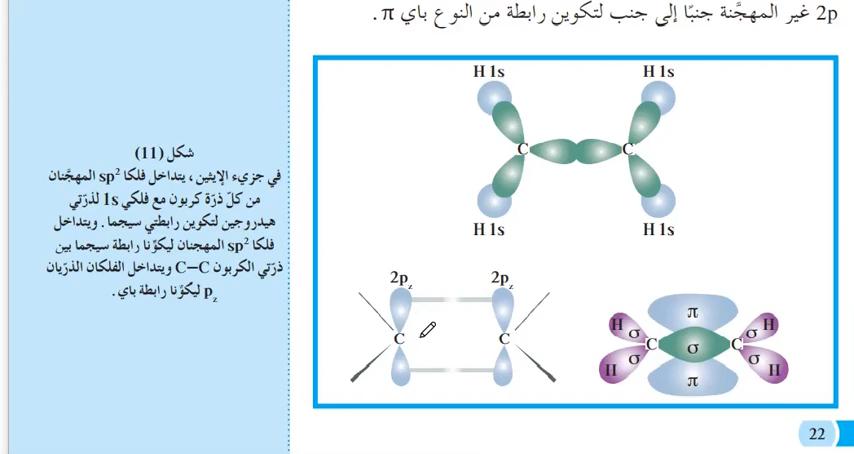 2p غير المهجَّنة جنبًا إلى جنب لتكوين رابطة من النوع باي π .
شكل (11)
في جزيء الإيثين ، يتداخل فلكا sp² المهجَّنان
من كلّ ذرّة كربون مع فلكي 1s لذرّتي
هيدروجين لتكوين رابطتي سيجما . ويتداخل
فلكا sp² المهجنان ليكوِّنا رابطة سيجما بين
ذرّتي الكربون C–C ويتداخل الفلكان الذرّيان
p_z ليكوِّنا رابطة باي .
H 1s H 1s
C C
H 1s H 1s
2p_z 2p_z
C C
π
H σ C σ C σ H
H σ σ H
π
22